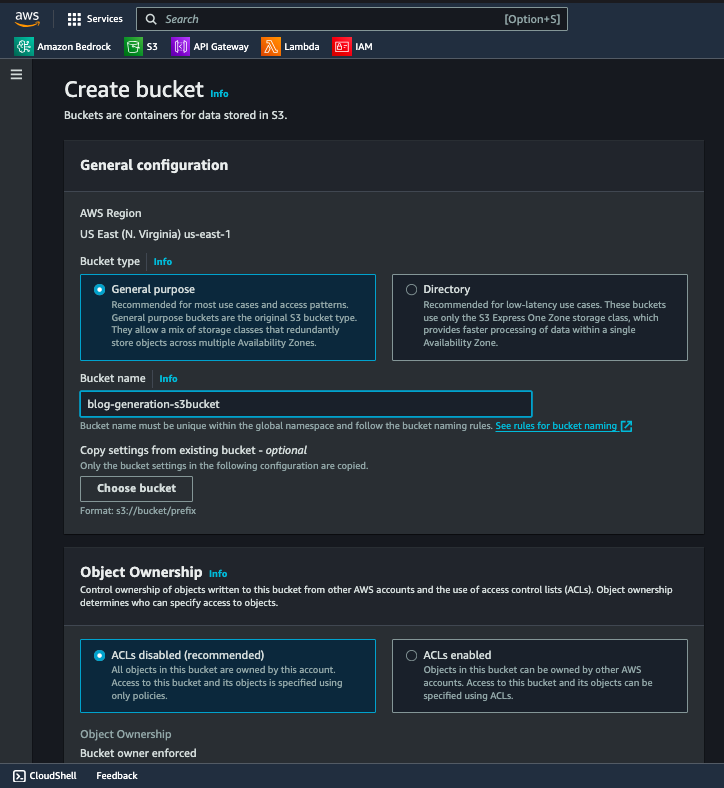 aws
Services
Search
[Option+S]
Amazon Bedrock
S3
API Gateway
Lambda
IAM
Create bucket Info
Buckets are containers for data stored in S3.
General configuration
AWS Region
US East (N. Virginia) us-east-1
Bucket type Info
General purpose
Recommended for most use cases and access patterns.
General purpose buckets are the original S3 bucket type.
They allow a mix of storage classes that redundantly
store objects across multiple Availability Zones.
Directory
Recommended for low-latency use cases. These buckets
use only the S3 Express One Zone storage class, which
provides faster processing of data within a single
Availability Zone.
Bucket name Info
blog-generation-s3bucket
Bucket name must be unique within the global namespace and follow the bucket naming rules. See rules for bucket naming
Copy settings from existing bucket - optional
Only the bucket settings in the following configuration are copied.
Choose bucket
Format: s3://bucket/prefix
Object Ownership Info
Control ownership of objects written to this bucket from other AWS accounts and the use of access control lists (ACLs). Object ownership
determines who can specify access to objects.
ACLs disabled (recommended)
All objects in this bucket are owned by this account.
Access to this bucket and its objects is specified using
only policies.
ACLs enabled
Objects in this bucket can be owned by other AWS
accounts. Access to this bucket and its objects can be
specified using ACLs.
Object Ownership
Bucket owner enforced
CloudShell
Feedback